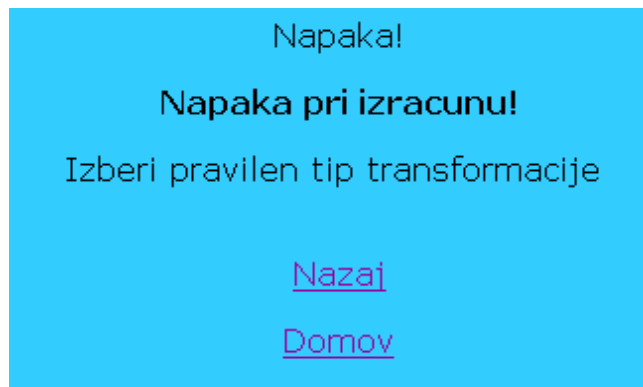 Napaka!
Napaka pri izracunu!
Izberi pravilen tip transformacije
Nazaj
Domov